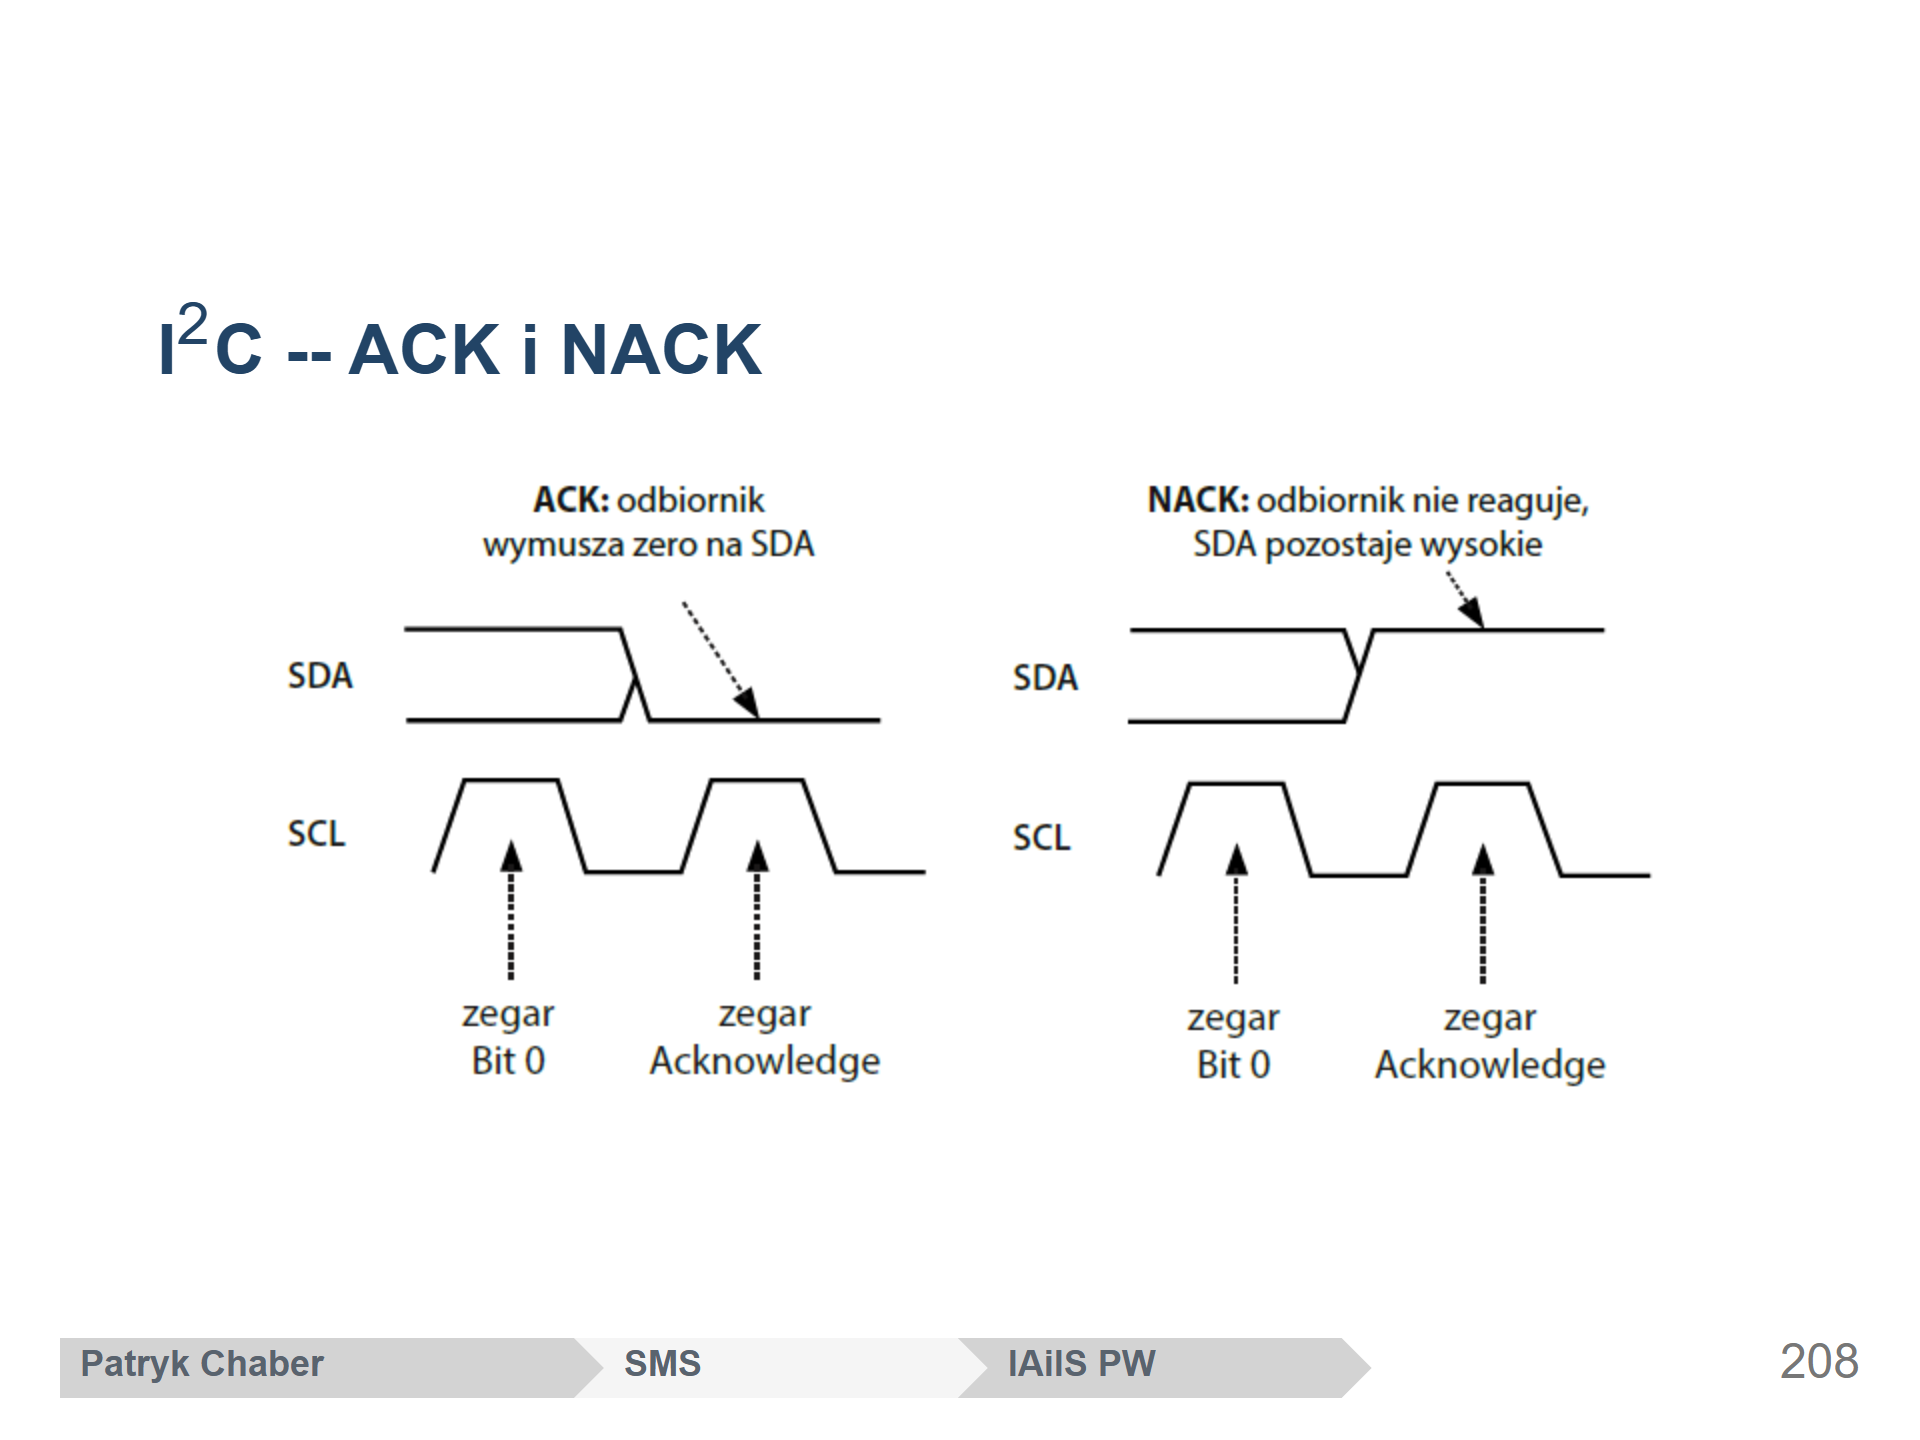 I²C -- ACK i NACK
ACK: odbiornik
wymusza zero na SDA
SDA
SCL
zegar
Bit 0
zegar
Acknowledge
NACK: odbiornik nie reaguje,
SDA pozostaje wysokie
SDA
SCL
zegar
Bit 0
zegar
Acknowledge
Patryk Chaber
SMS
IAiIS PW
208